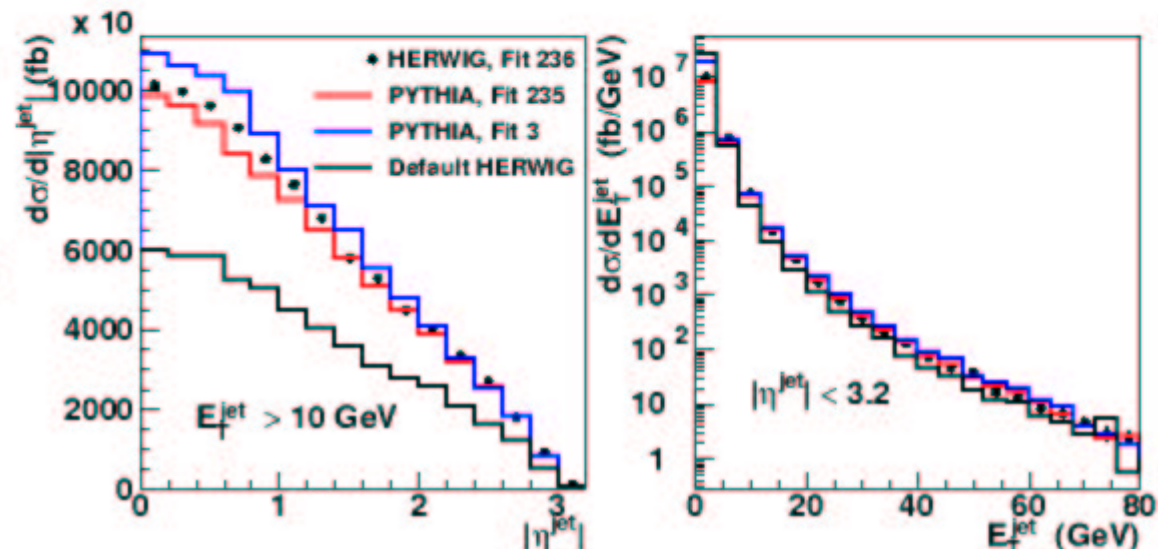 x 10
dσ/d|η^jet| (fb)
10000
8000
6000
4000
2000
0
HERWIG, Fit 236
PYTHIA, Fit 235
PYTHIA, Fit 3
Default HERWIG
E_T^jet > 10 GeV
0 1 2 3
|η^jet|
dσ/dE_T^jet (fb/GeV)
10^7
10^6
10^5
10^4
10^3
10^2
10
1
|η^jet| < 3.2
0 20 40 60 80
E_T^jet (GeV)